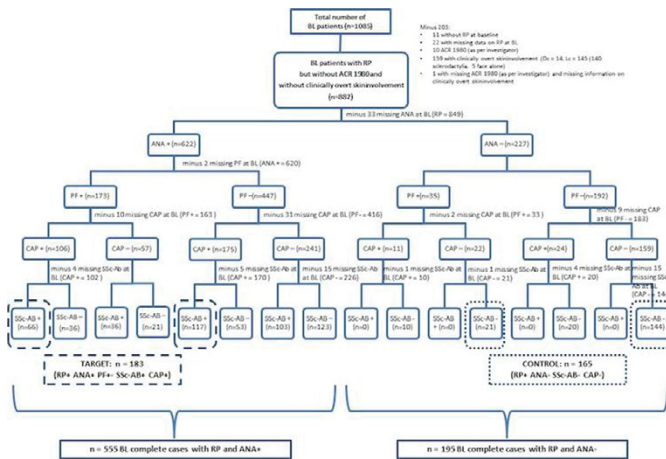 Total number of
BL patients (n=1085)
Minus 203:
• 11 without RP at baseline
• 22 with missing data on RP at BL
• 10 ACR 1980 (as per investigator)
• 159 with clinically overt skin involvement (Dc = 14, Lc = 145 (140
sclerodactylia, 5 face alone)
• 1 with missing ACR 1980 (as per investigator) and missing information on
clinically overt skin involvement
BL patients with RP
but without ACR 1980 and
without clinically overt skin involvement
(n=882)
minus 33 missing ANA at BL (RP = 849)
ANA + (n=622)
ANA − (n=227)
minus 2 missing PF at BL (ANA + = 620)
PF+ (n=173)
PF− (n=447)
PF+ (n=35)
PF− (n=192)
minus 10 missing CAP at BL (PF+ = 163)
minus 31 missing CAP at BL (PF- = 416)
minus 2 missing CAP at BL (PF+ = 33)
minus 9 missing CAP
at BL (PF- = 183)
CAP + (n=106)
CAP − (n=57)
CAP + (n=175)
CAP − (n=241)
CAP + (n=11)
CAP − (n=22)
CAP + (n=24)
CAP − (n=159)
minus 4 missing SSc-Ab at
BL (CAP + = 102)
minus 5 missing SSc-Ab at
BL (CAP + = 170)
minus 15 missing SSc-Ab
at BL (CAP - = 226)
minus 1 missing SSc-Ab at
BL (CAP + = 10)
minus 1 missing SSc-Ab at
BL (CAP - = 21)
minus 4 missing SSc-Ab at
BL (CAP + = 20)
minus 15
missing SSc-
Ab at BL
(CAP - = 144
SSc-AB+
(n=66)
SSc-AB−
(n=36)
SSc-AB+
(n=36)
SSc-AB−
(n=21)
SSc-AB+
(n=117)
SSc-AB−
(n=53)
SSc-AB+
(n=103)
SSc-AB−
(n=123)
SSc-AB+
(n=0)
SSc-AB−
(n=10)
SSc-AB
+ (n=0)
SSc-AB-
(n=21)
SSc-AB+
(n=0)
SSc-AB-
(n=20)
SSc-AB+
(n=0)
SSc-AB-
(n=144)
TARGET: n = 183
(RP+ ANA+ PF+- SSc-AB+ CAP+)
CONTROL: n = 165
(RP+ ANA- SSc-AB- CAP-)
n = 555 BL complete cases with RP and ANA+
n = 195 BL complete cases with RP and ANA-